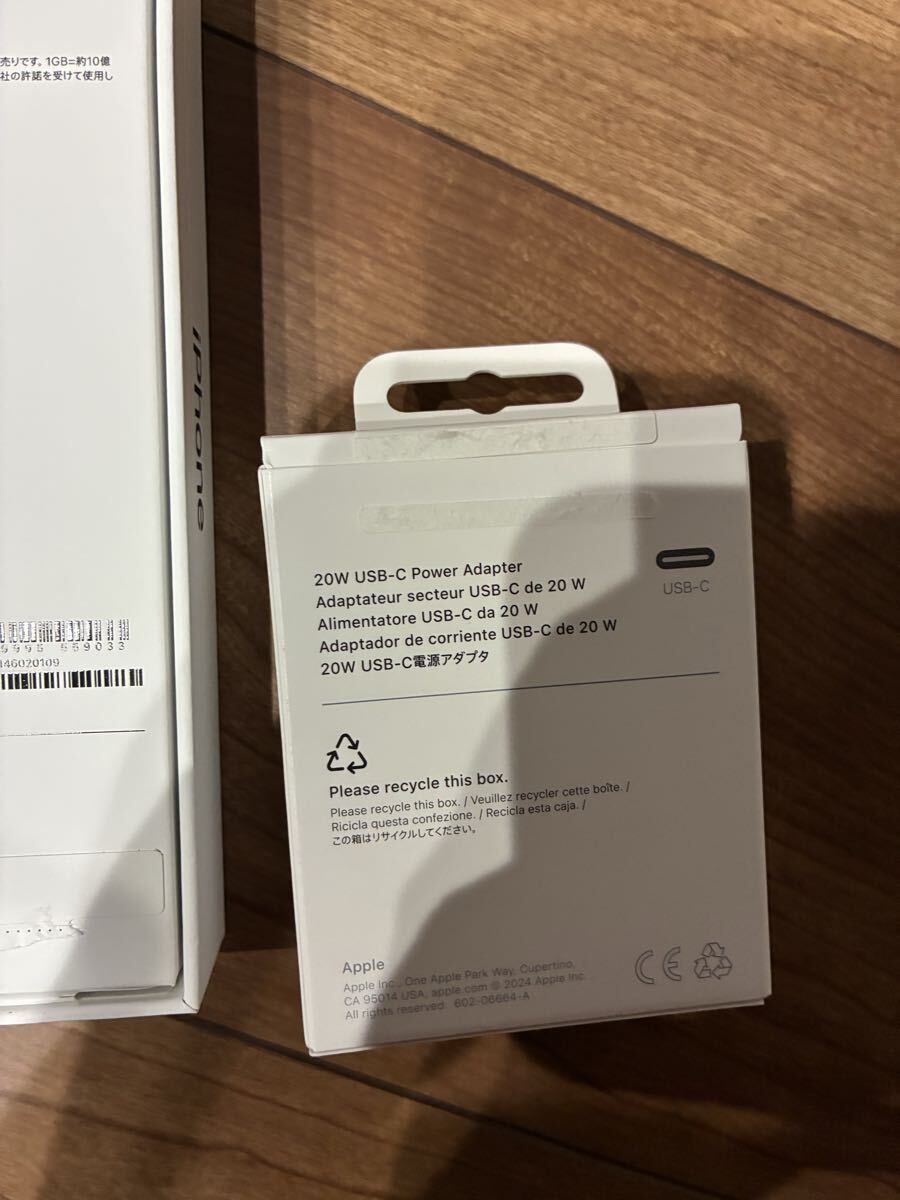 売りです。1GB=約10億
社の許諾を受けて使用し
iPhone
5995 559033
146020109
20W USB-C Power Adapter
Adaptateur secteur USB-C de 20 W
Alimentatore USB-C da 20 W
Adaptador de corriente USB-C de 20 W
20W USB-C電源アダプタ
USB-C
Please recycle this box.
Please recycle this box. / Veuillez recycler cette boîte. /
Ricicla questa confezione. / Recicla esta caja. /
この箱はリサイクルしてください。
Apple
Apple Inc., One Apple Park Way, Cupertino,
CA 95014 USA, apple.com © 2024 Apple Inc.
All rights reserved. 602-06664-A
CE